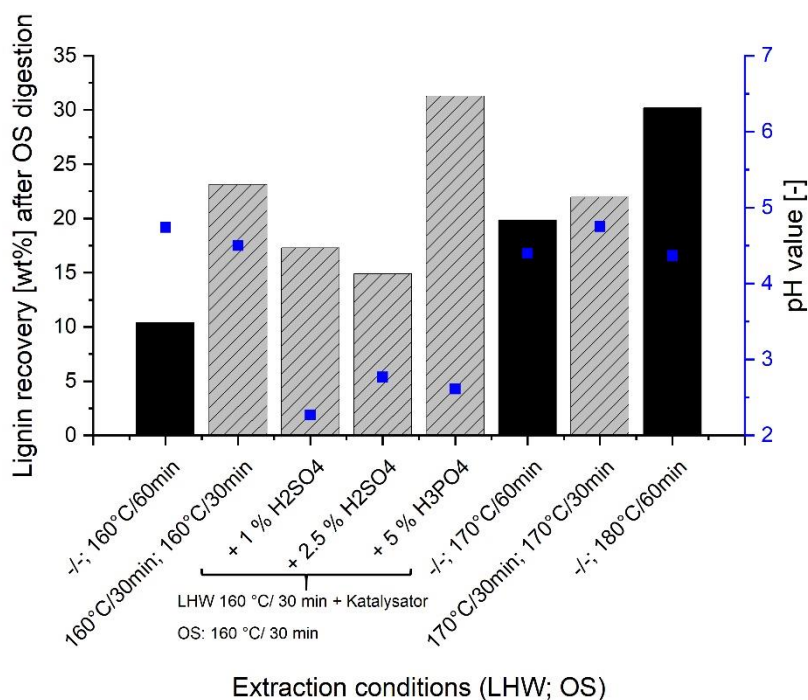 Lignin recovery [wt%] after OS digestion
35
30
25
20
15
10
5
0
7
6
5
4
3
2
pH value [-]
-/-; 160°C/60min
160°C/30min; 160°C/30min
+ 1 % H2SO4
+ 2.5 % H2SO4
+ 5 % H3PO4
-/-; 170°C/60min
170°C/30min; 170°C/30min
-/-; 180°C/60min
LHW 160 °C/ 30 min + Katalysator
OS: 160 °C/ 30 min
Extraction conditions (LHW; OS)